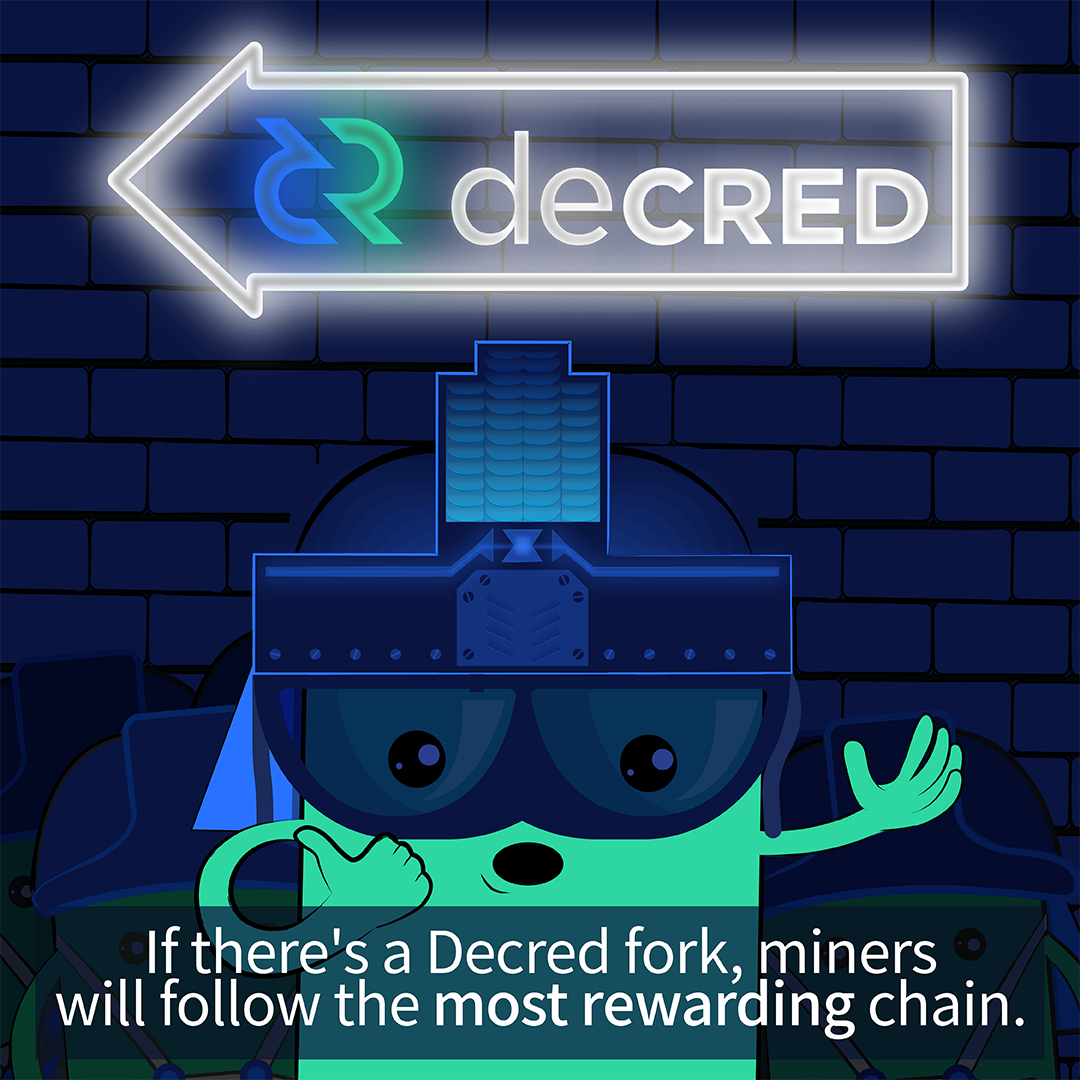 deCRED
If there's a Decred fork, miners
will follow the most rewarding chain.